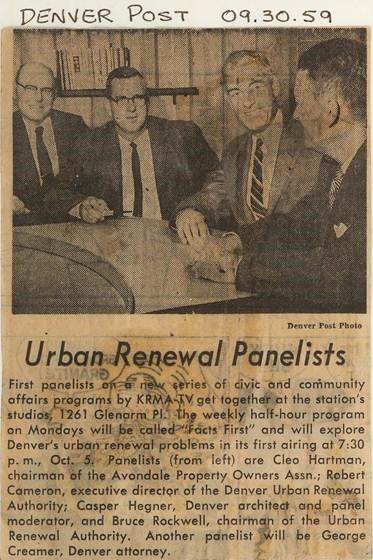 DENVER POST 09.30.59
Denver Post Photo
Urban Renewal Panelists
First panelists on a new series of civic and community
affairs programs by KRMA-TV get together at the station's
studios, 1261 Glenarm Pl. The weekly half-hour program
on Mondays will be called "Facts First" and will explore
Denver's urban renewal problems in its first airing at 7:30
p. m., Oct. 5. Panelists (from left) are Cleo Hartman,
chairman of the Avondale Property Owners Assn.; Robert
Cameron, executive director of the Denver Urban Renewal
Authority; Casper Hegner, Denver architect and panel
moderator, and Bruce Rockwell, chairman of the Urban
Renewal Authority. Another panelist will be George
Creamer, Denver attorney.